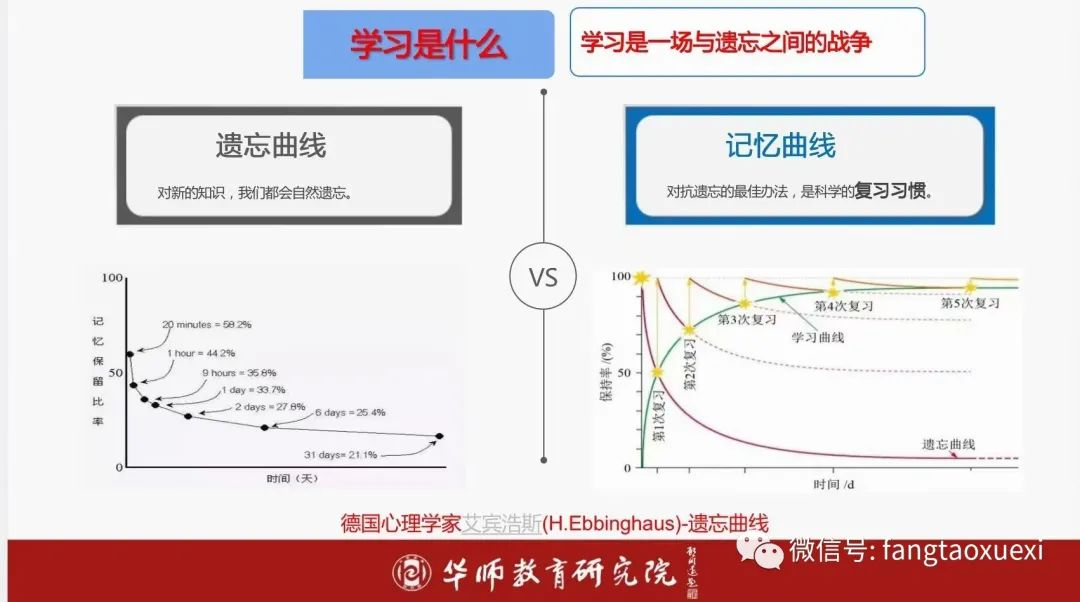 学习是什么
学习是一场与遗忘之间的战争
遗忘曲线
对新的知识，我们都会自然遗忘。
记忆曲线
对抗遗忘的最佳办法，是科学的复习习惯。
VS
100
50
0
记忆保留比率
20 minutes = 58.2%
1 hour = 44.2%
9 hours = 35.8%
1 day = 33.7%
2 days = 27.8%
6 days = 25.4%
31 days= 21.1%
时间（天）
100
50
0
保持率/(%)
第1次复习
第2次复习
第3次复习
第4次复习
第5次复习
学习曲线
遗忘曲线
时间/d
德国心理学家艾宾浩斯(H.Ebbinghaus)-遗忘曲线
华师教育研究院
微信号: fangtaoxuexi